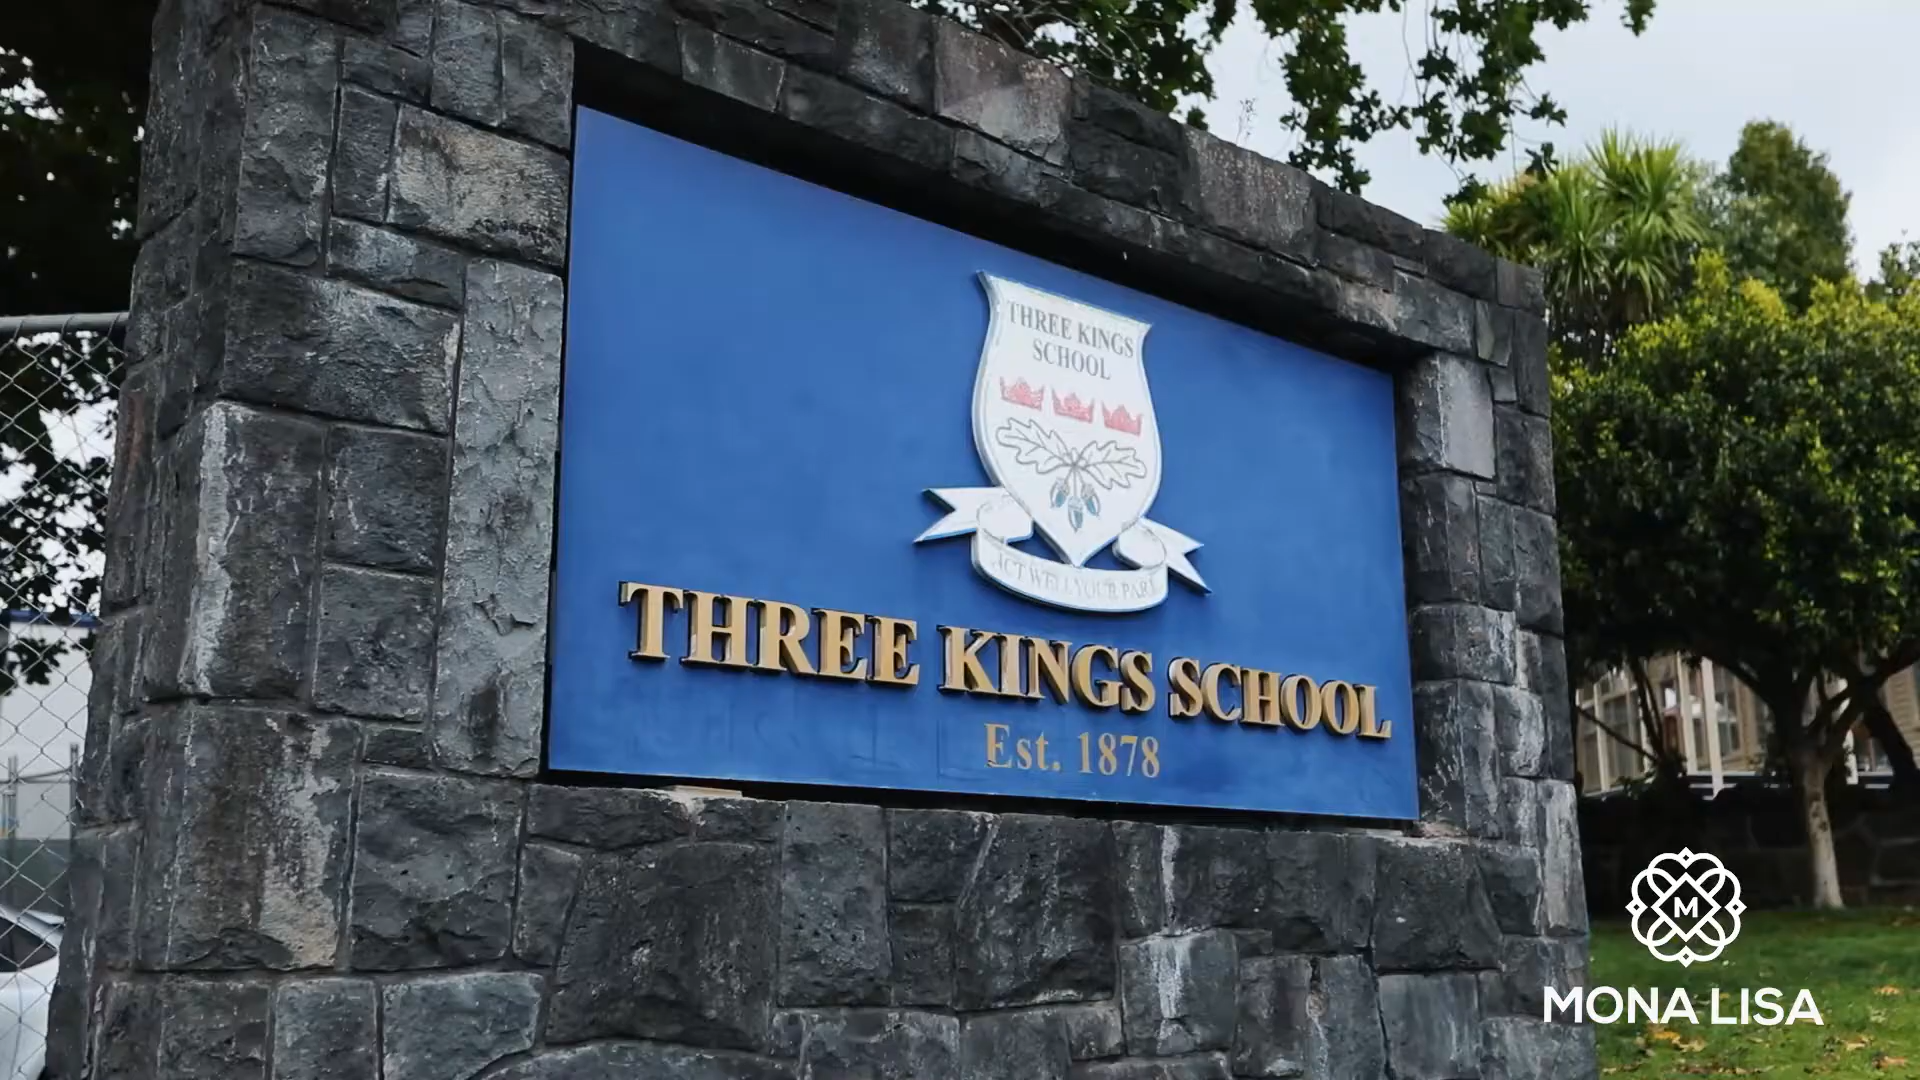 THREE KINGS
SCHOOL
ACT WELL YOUR PART
THREE KINGS SCHOOL
Est. 1878
M
MONA LISA